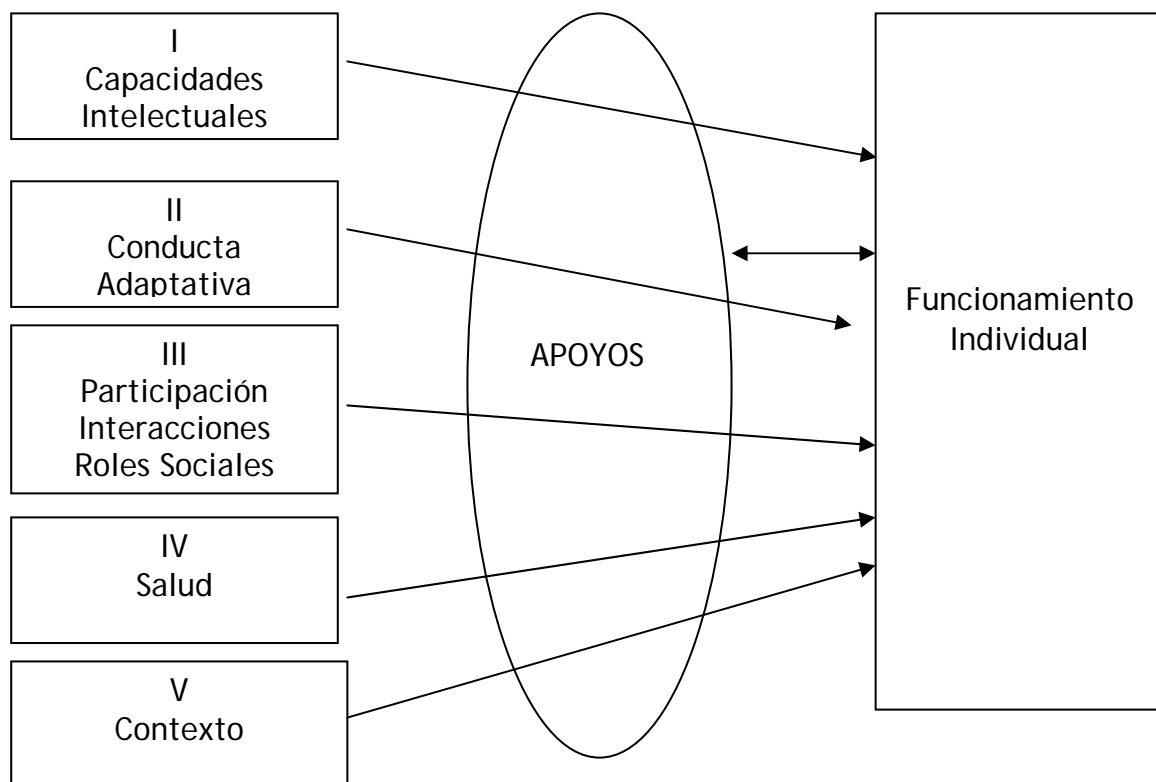 I
Capacidades
Intelectuales
II
Conducta
Adaptativa
III
Participación
Interacciones
Roles Sociales
IV
Salud
V
Contexto
APOYOS
Funcionamiento
Individual